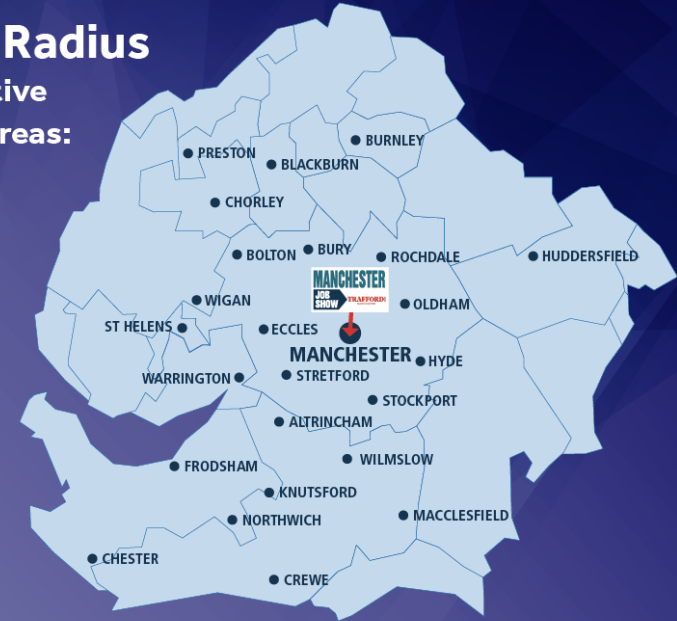 Radius
tive
reas:
BURNLEY
PRESTON
BLACKBURN
CHORLEY
BOLTON
BURY
ROCHDALE
HUDDERSFIELD
MANCHESTER
JOB
SHOW
TRAFFORD
WIGAN
OLDHAM
ST HELENS
ECCLES
MANCHESTER
HYDE
WARRINGTON
STRETFORD
STOCKPORT
ALTRINCHAM
FRODSHAM
WILMSLOW
KNUTSFORD
NORTHWICH
MACCLESFIELD
CHESTER
CREWE